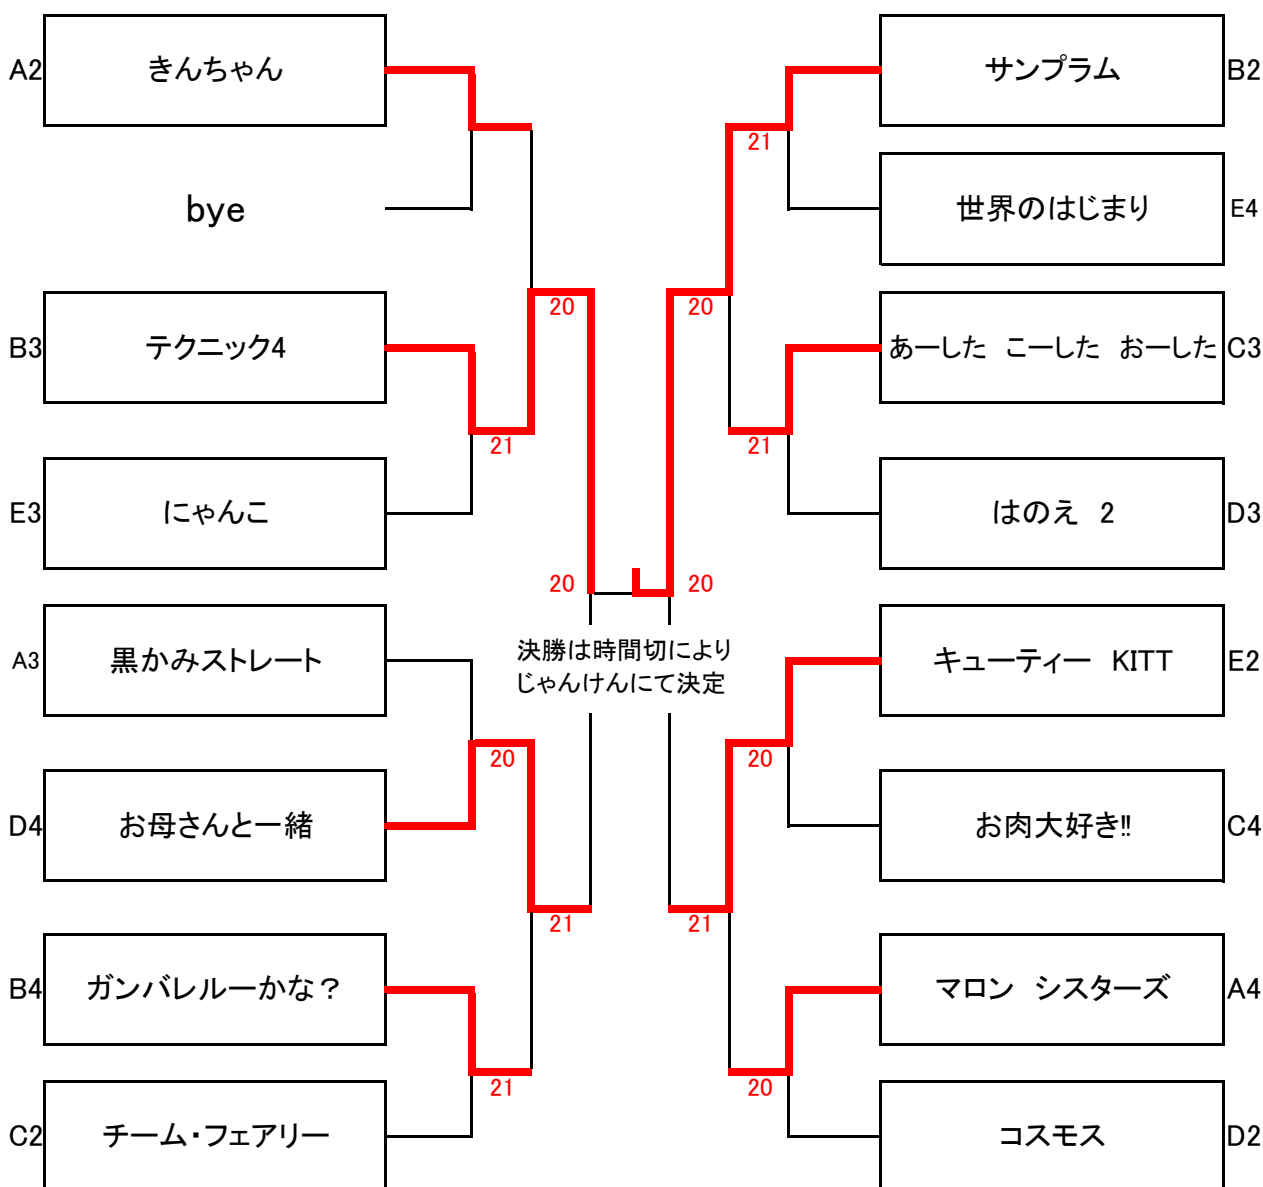 A2 きんちゃん
サンプラム B2
21
bye
世界のはじまり E4
20
20
B3 テクニック4
あーした こーした おーした C3
21
21
E3 にゃんこ
はのえ 2 D3
20
20
決勝は時間切により
じゃんけんにて決定
A3 黒かみストレート
キューティー KITT E2
20
20
D4 お母さんと一緒
お肉大好き!! C4
21
21
B4 ガンバレルーかな？
マロン シスターズ A4
21
20
C2 チーム・フェアリー
コスモス D2